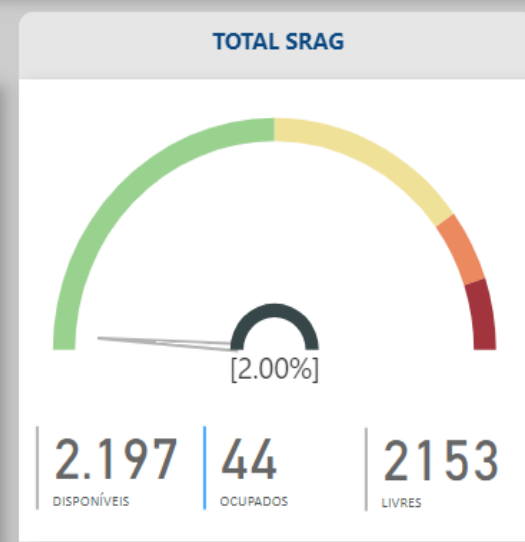 TOTAL SRAG
[2.00%]
2.197 44 2153
DISPONÍVEIS OCUPADOS LIVRES